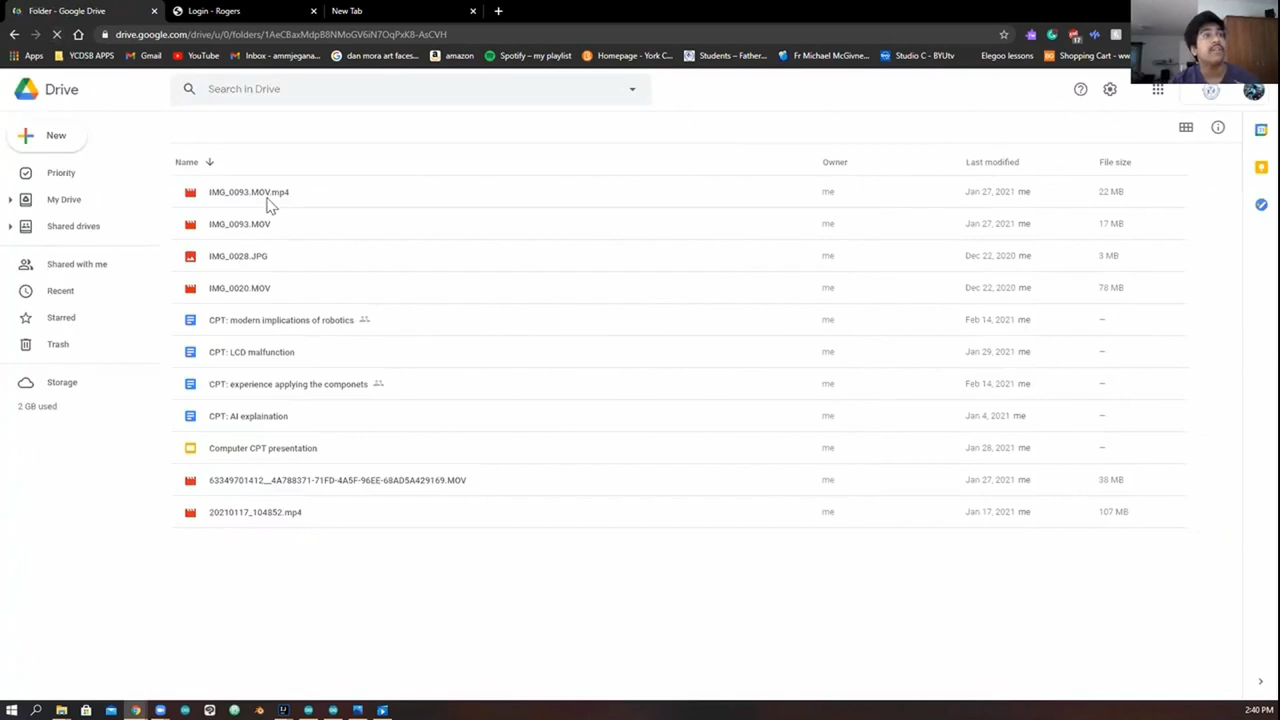 Folder - Google Drive
Login - Rogers
New Tab
drive.google.com/drive/u/0/folders/1AeCBaxMdpB8NMoGV6iN7OqPxK8-AsCVH
Apps YCDSB APPS Gmail YouTube Inbox - ammjegana... dan mora art faces... amazon Spotify – my playlist Homepage - York C... Students – Father... Fr Michael McGivne... Studio C – BYUtv Elegoo lessons Shopping Cart - ww
Drive
Search in Drive
New
Priority
My Drive
Shared drives
Shared with me
Recent
Starred
Trash
Storage
2 GB used
Name Owner Last modified File size
IMG_0093.MOV.mp4 me Jan 27, 2021 me 22 MB
IMG_0093.MOV me Jan 27, 2021 me 17 MB
IMG_0028.JPG me Dec 22, 2020 me 3 MB
IMG_0020.MOV me Dec 22, 2020 me 78 MB
CPT: modern implications of robotics me Feb 14, 2021 me –
CPT: LCD malfunction me Jan 29, 2021 me –
CPT: experience applying the componets me Feb 14, 2021 me –
CPT: AI explaination me Jan 4, 2021 me –
Computer CPT presentation me Jan 28, 2021 me –
63349701412__4A788371-71FD-4A5F-96EE-68AD5A429169.MOV me Jan 27, 2021 me 38 MB
20210117_104852.mp4 me Jan 17, 2021 me 107 MB
2:40 PM